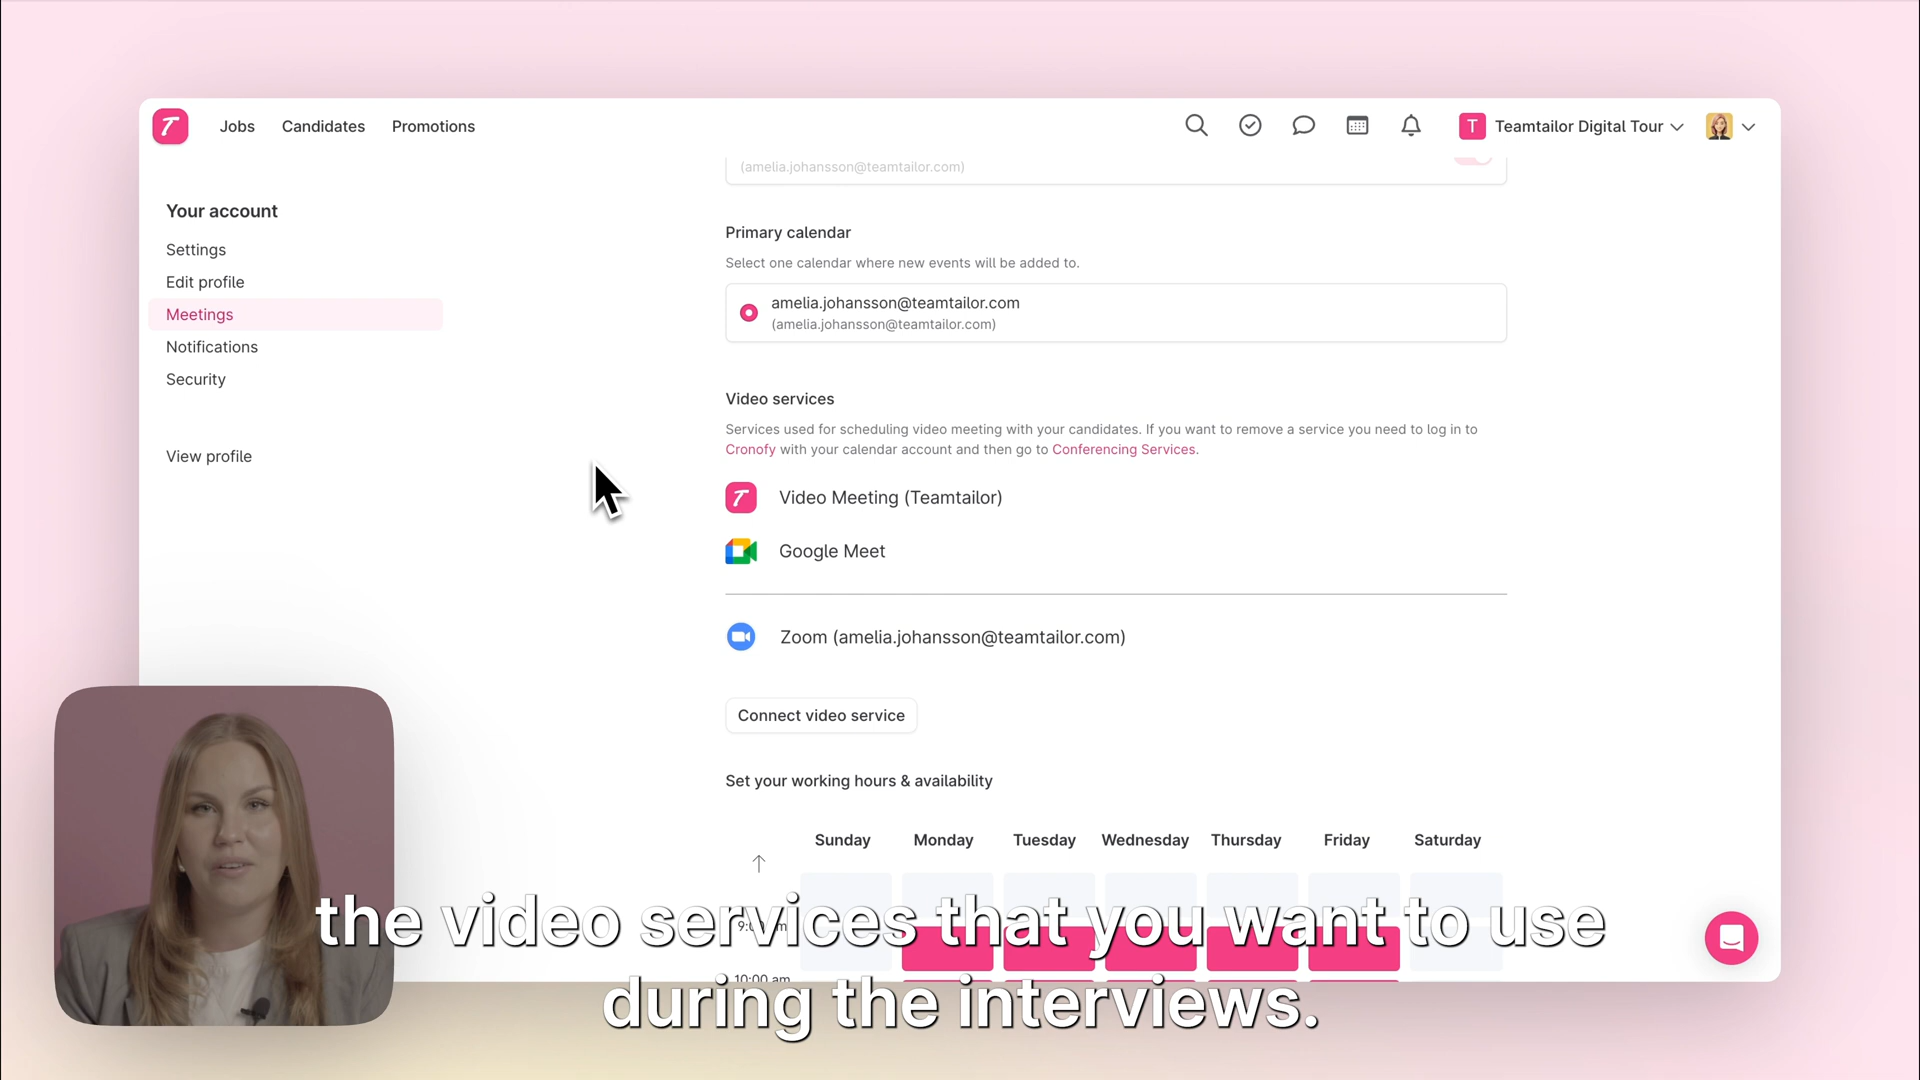 Jobs
Candidates
Promotions
T
Teamtailor Digital Tour
(amelia.johansson@teamtailor.com)
Your account
Settings
Edit profile
Meetings
Notifications
Security
View profile
Primary calendar
Select one calendar where new events will be added to.
amelia.johansson@teamtailor.com
(amelia.johansson@teamtailor.com)
Video services
Services used for scheduling video meeting with your candidates. If you want to remove a service you need to log in to
Cronofy with your calendar account and then go to Conferencing Services.
Video Meeting (Teamtailor)
Google Meet
Zoom (amelia.johansson@teamtailor.com)
Connect video service
Set your working hours & availability
Sunday
Monday
Tuesday
Wednesday
Thursday
Friday
Saturday
10:00 am
the video services that you want to use
during the interviews.